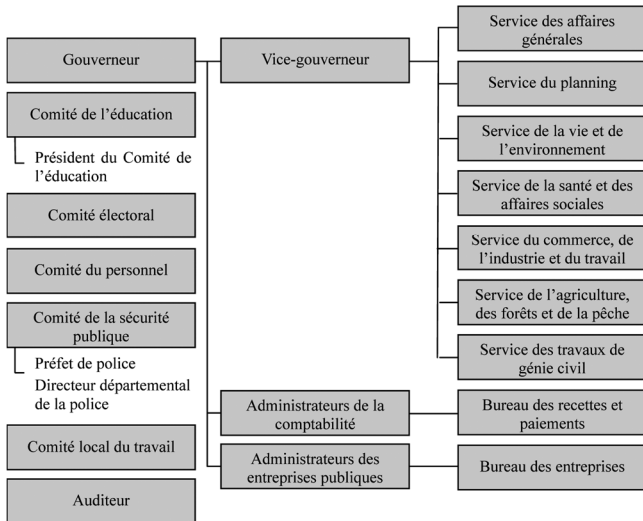 Gouverneur
Comité de l'éducation
Président du Comité de
l'éducation
Comité électoral
Comité du personnel
Comité de la sécurité
publique
Préfet de police
Directeur départemental
de la police
Comité local du travail
Auditeur
Vice-gouverneur
Administrateurs de la
comptabilité
Administrateurs des
entreprises publiques
Service des affaires
générales
Service du planning
Service de la vie et de
l'environnement
Service de la santé et des
affaires sociales
Service du commerce, de
l'industrie et du travail
Service de l'agriculture,
des forêts et de la pêche
Service des travaux de
génie civil
Bureau des recettes et
paiements
Bureau des entreprises